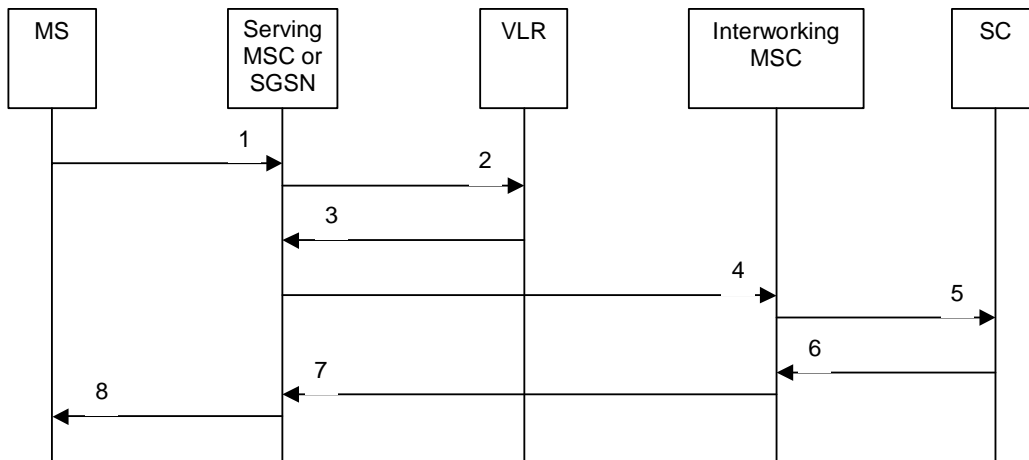 MS
Serving
MSC or
SGSN
VLR
Interworking
MSC
SC
1
2
3
4
5
6
7
8